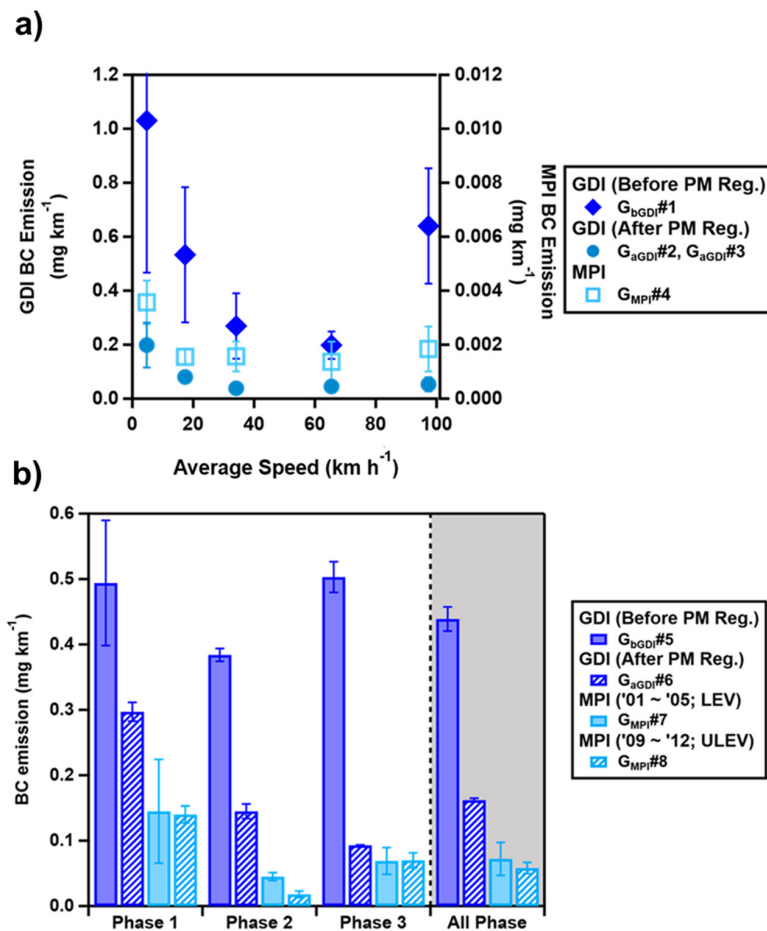 a)
1.2
1.0
0.8
0.6
0.4
0.2
0.0
GDI BC Emission
(mg km⁻¹)
0.012
0.010
0.008
0.006
0.004
0.002
0.000
MPI BC Emission
(mg km⁻¹)
0 20 40 60 80 100
Average Speed (km h⁻¹)
GDI (Before PM Reg.)
GbGDI#1
GDI (After PM Reg.)
GaGDI#2, GaGDI#3
MPI
GMPI#4
b)
0.6
0.5
0.4
0.3
0.2
0.1
0.0
BC emission (mg km⁻¹)
Phase 1 Phase 2 Phase 3 All Phase
GDI (Before PM Reg.)
GbGDI#5
GDI (After PM Reg.)
GaGDI#6
MPI ('01 ~ '05; LEV)
GMPI#7
MPI ('09 ~ '12; ULEV)
GMPI#8